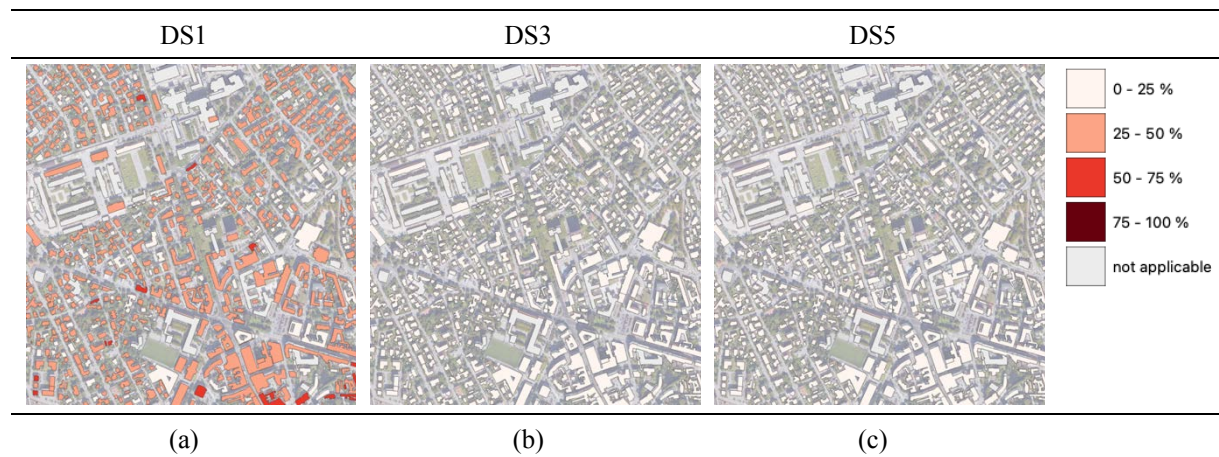 DS1 DS3 DS5
0 - 25 %
25 - 50 %
50 - 75 %
75 - 100 %
not applicable
(a) (b) (c)